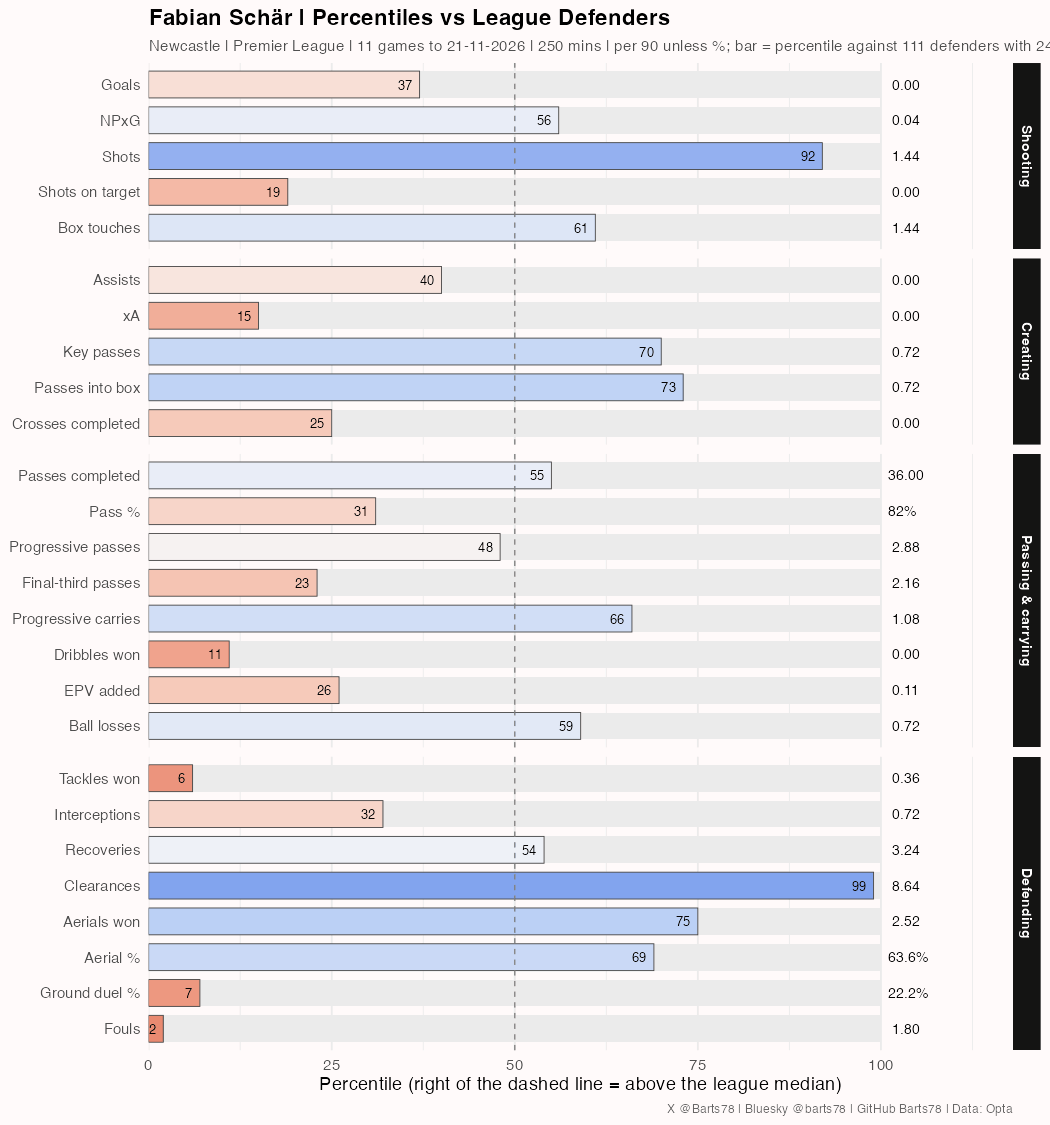 Fabian Schär | Percentiles vs League Defenders
Newcastle | Premier League | 11 games to 21-11-2026 | 250 mins | per 90 unless %; bar = percentile against 111 defenders with 24
Shooting
Goals 37 0.00
NPxG 56 0.04
Shots 92 1.44
Shots on target 19 0.00
Box touches 61 1.44
Creating
Assists 40 0.00
xA 15 0.00
Key passes 70 0.72
Passes into box 73 0.72
Crosses completed 25 0.00
Passing & carrying
Passes completed 55 36.00
Pass % 31 82%
Progressive passes 48 2.88
Final-third passes 23 2.16
Progressive carries 66 1.08
Dribbles won 11 0.00
EPV added 26 0.11
Ball losses 59 0.72
Defending
Tackles won 6 0.36
Interceptions 32 0.72
Recoveries 54 3.24
Clearances 99 8.64
Aerials won 75 2.52
Aerial % 69 63.6%
Ground duel % 7 22.2%
Fouls 2 1.80
0 25 50 75 100
Percentile (right of the dashed line = above the league median)
X @Barts78 | Bluesky @barts78 | GitHub Barts78 | Data: Opta